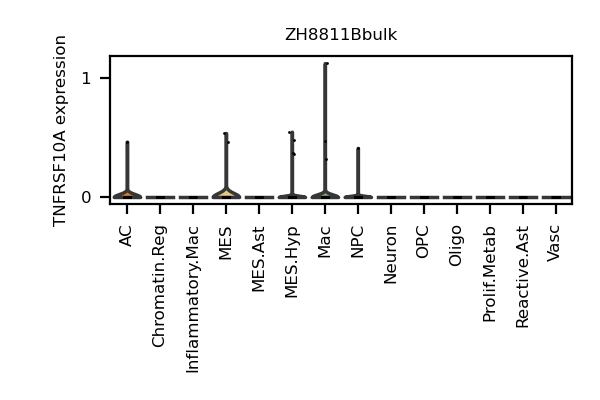 ZH8811Bbulk
TNFRSF10A expression
1
0
AC
Chromatin.Reg
Inflammatory.Mac
MES
MES.Ast
MES.Hyp
Mac
NPC
Neuron
OPC
Oligo
Prolif.Metab
Reactive.Ast
Vasc